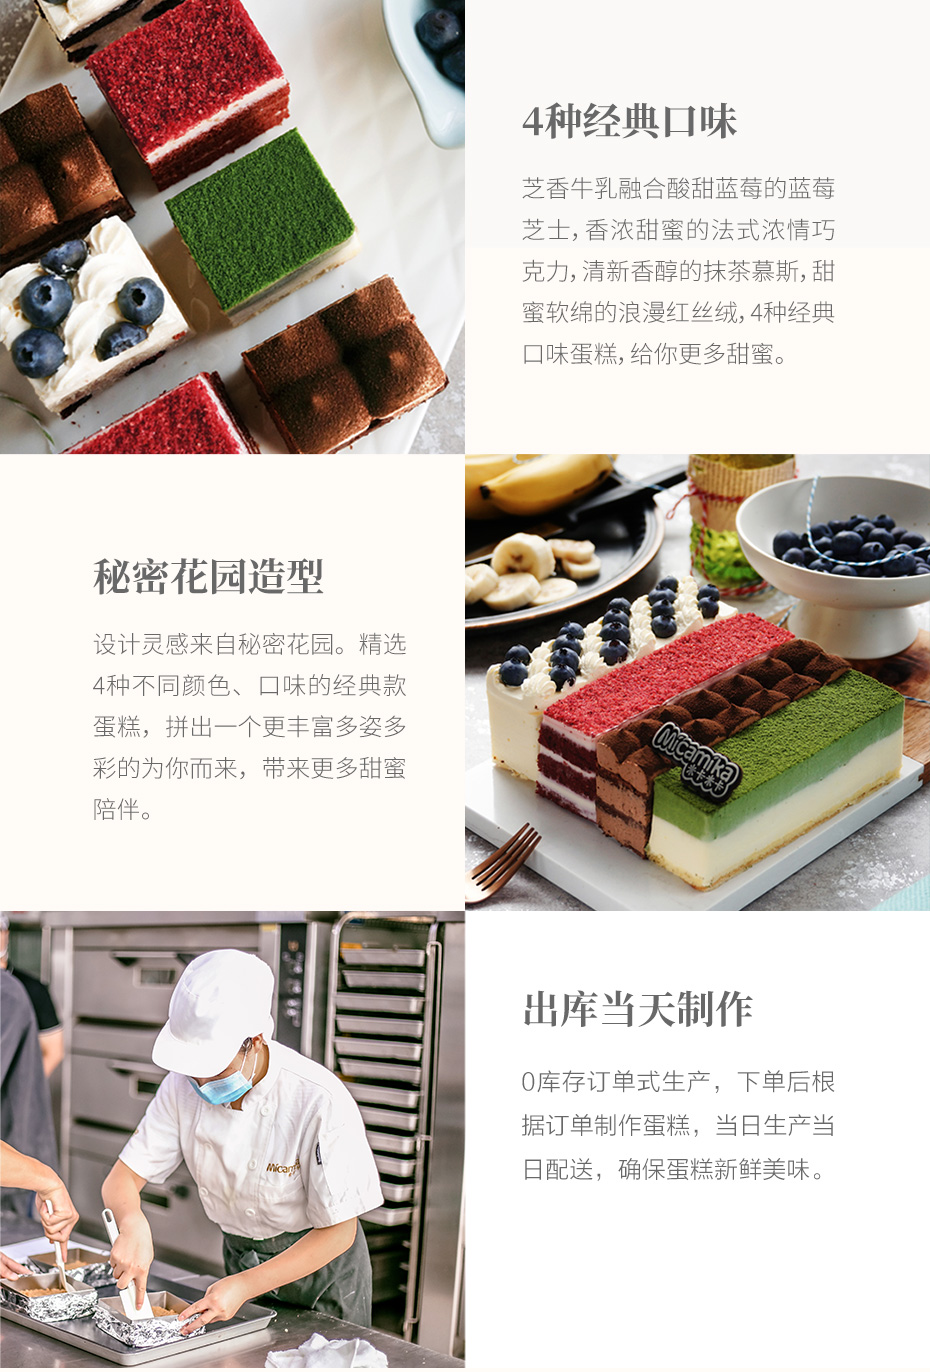 4种经典口味
芝香牛乳融合酸甜蓝莓的蓝莓
芝士，香浓甜蜜的法式浓情巧
克力，清新香醇的抹茶慕斯，甜
蜜软绵的浪漫红丝绒，4种经典
口味蛋糕，给你更多甜蜜。
秘密花园造型
设计灵感来自秘密花园。精选
4种不同颜色、口味的经典款
蛋糕，拼出一个更丰富多姿多
彩的为你而来，带来更多甜蜜
陪伴。
Micamika
米卡米卡
Micamika
出库当天制作
0库存订单式生产，下单后根
据订单制作蛋糕，当日生产当
日配送，确保蛋糕新鲜美味。